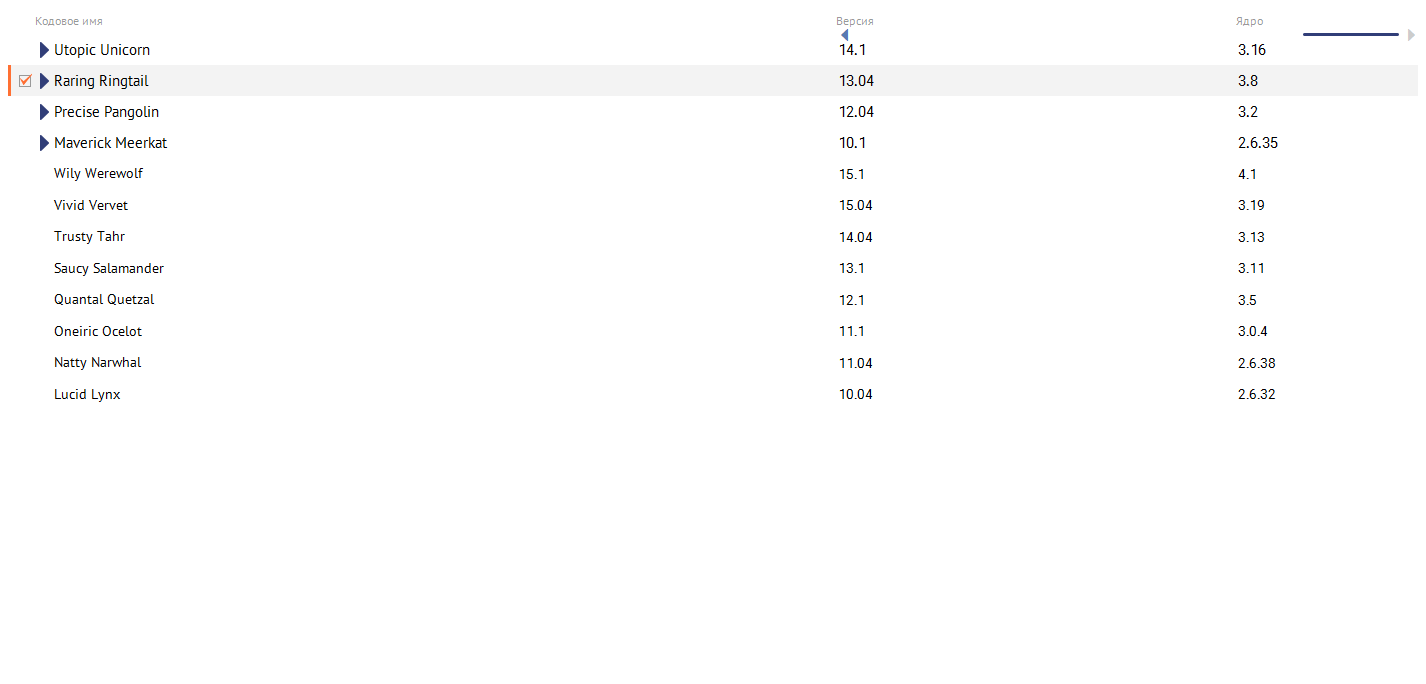 Кодовое имя Версия Ядро
Utopic Unicorn 14.1 3.16
Raring Ringtail 13.04 3.8
Precise Pangolin 12.04 3.2
Maverick Meerkat 10.1 2.6.35
Wily Werewolf 15.1 4.1
Vivid Vervet 15.04 3.19
Trusty Tahr 14.04 3.13
Saucy Salamander 13.1 3.11
Quantal Quetzal 12.1 3.5
Oneiric Ocelot 11.1 3.0.4
Natty Narwhal 11.04 2.6.38
Lucid Lynx 10.04 2.6.32